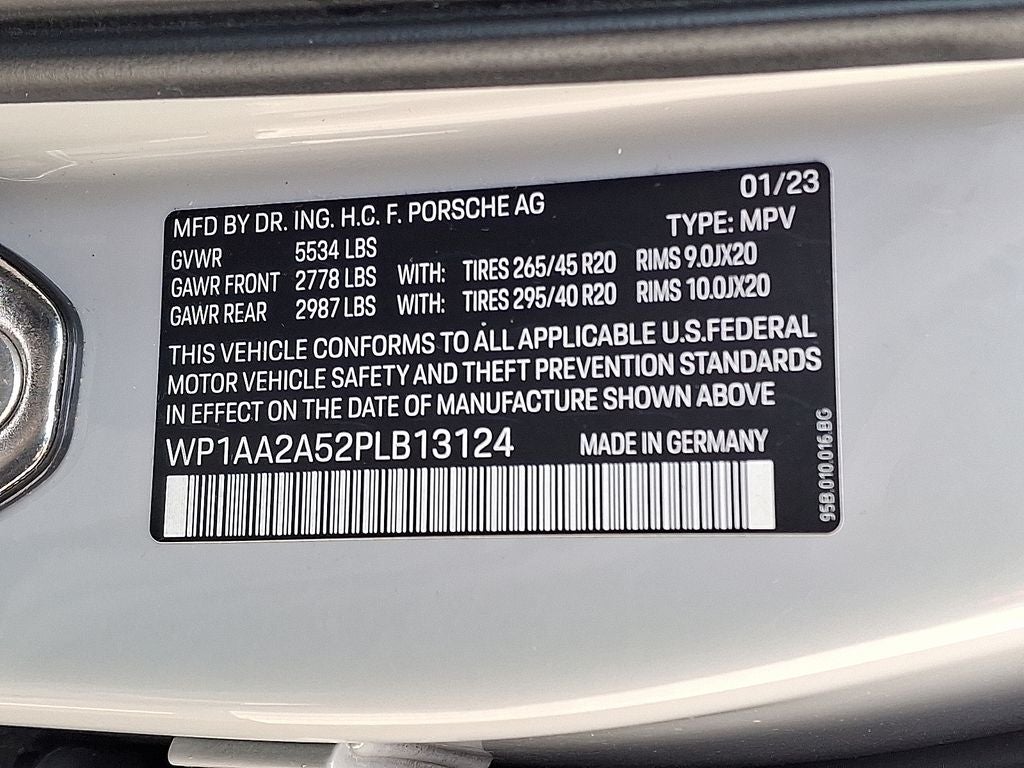 MFD BY DR. ING. H.C. F. PORSCHE AG 01/23
TYPE: MPV
GVWR 5534 LBS
GAWR FRONT 2778 LBS WITH: TIRES 265/45 R20 RIMS 9.0JX20
GAWR REAR 2987 LBS WITH: TIRES 295/40 R20 RIMS 10.0JX20
THIS VEHICLE CONFORMS TO ALL APPLICABLE U.S.FEDERAL
MOTOR VEHICLE SAFETY AND THEFT PREVENTION STANDARDS
IN EFFECT ON THE DATE OF MANUFACTURE SHOWN ABOVE
WP1AA2A52PLB13124 MADE IN GERMANY
95B.010.016.BG